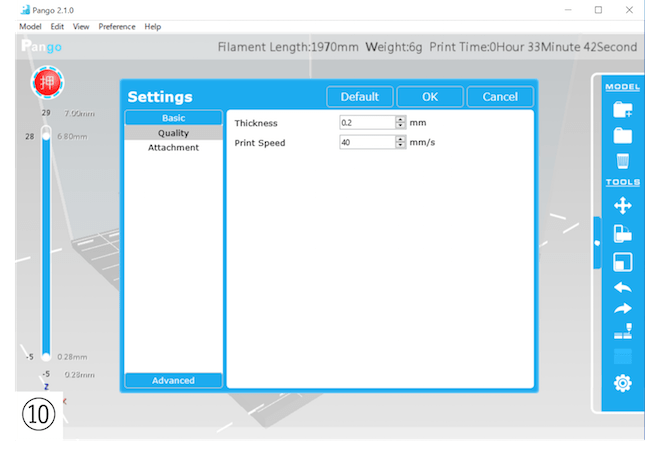 Pango 2.1.0
Model Edit View Preference Help
Pango
Filament Length:1970mm Weight:6g Print Time:0Hour 33Minute 42Second
押
29 7.00mm
28 6.80mm
Settings
Default OK Cancel
Basic
Quality
Attachment
Thickness 0.2 mm
Print Speed 40 mm/s
Advanced
MODEL
TOOLS
-5 0.28mm
-5 0.28mm
Z
X
⑩